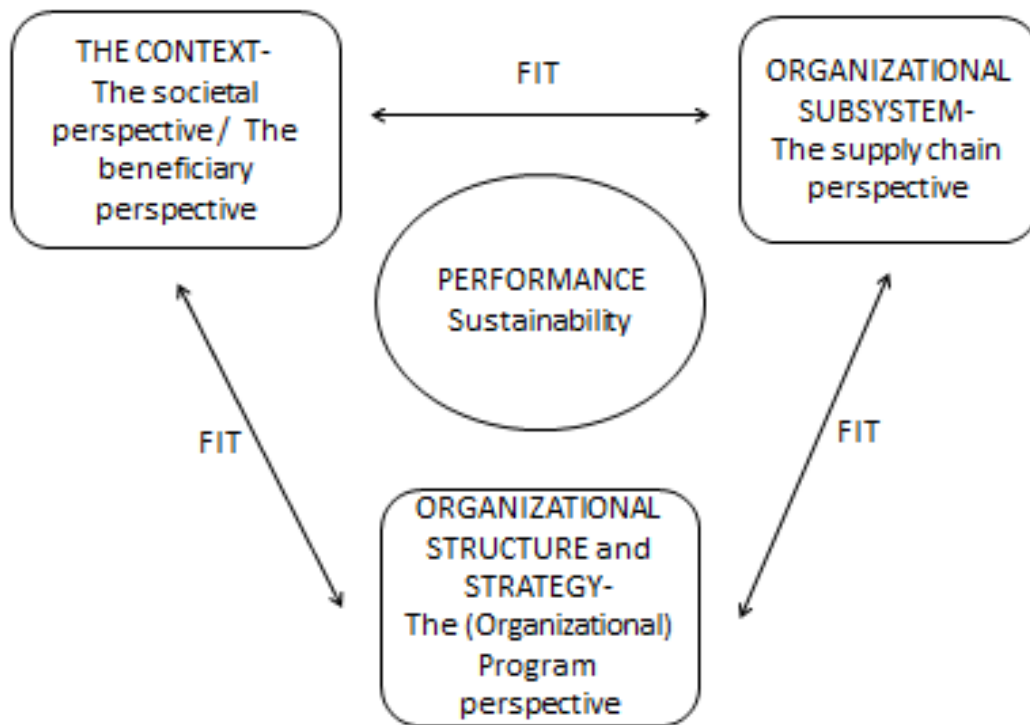 THE CONTEXT-
The societal
perspective / The
beneficiary
perspective
FIT
ORGANIZATIONAL
SUBSYSTEM-
The supply chain
perspective
PERFORMANCE
Sustainability
FIT
FIT
ORGANIZATIONAL
STRUCTURE and
STRATEGY-
The (Organizational)
Program
perspective